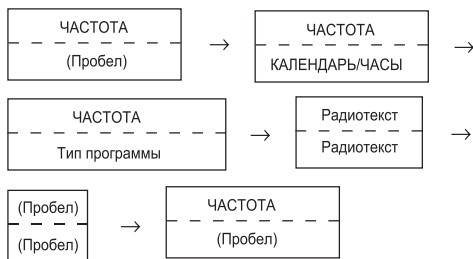 ЧАСТОТА
(Пробел)
ЧАСТОТА
КАЛЕНДАРЬ/ЧАСЫ
ЧАСТОТА
Тип программы
Радиотекст
Радиотекст
(Пробел)
(Пробел)
ЧАСТОТА
(Пробел)